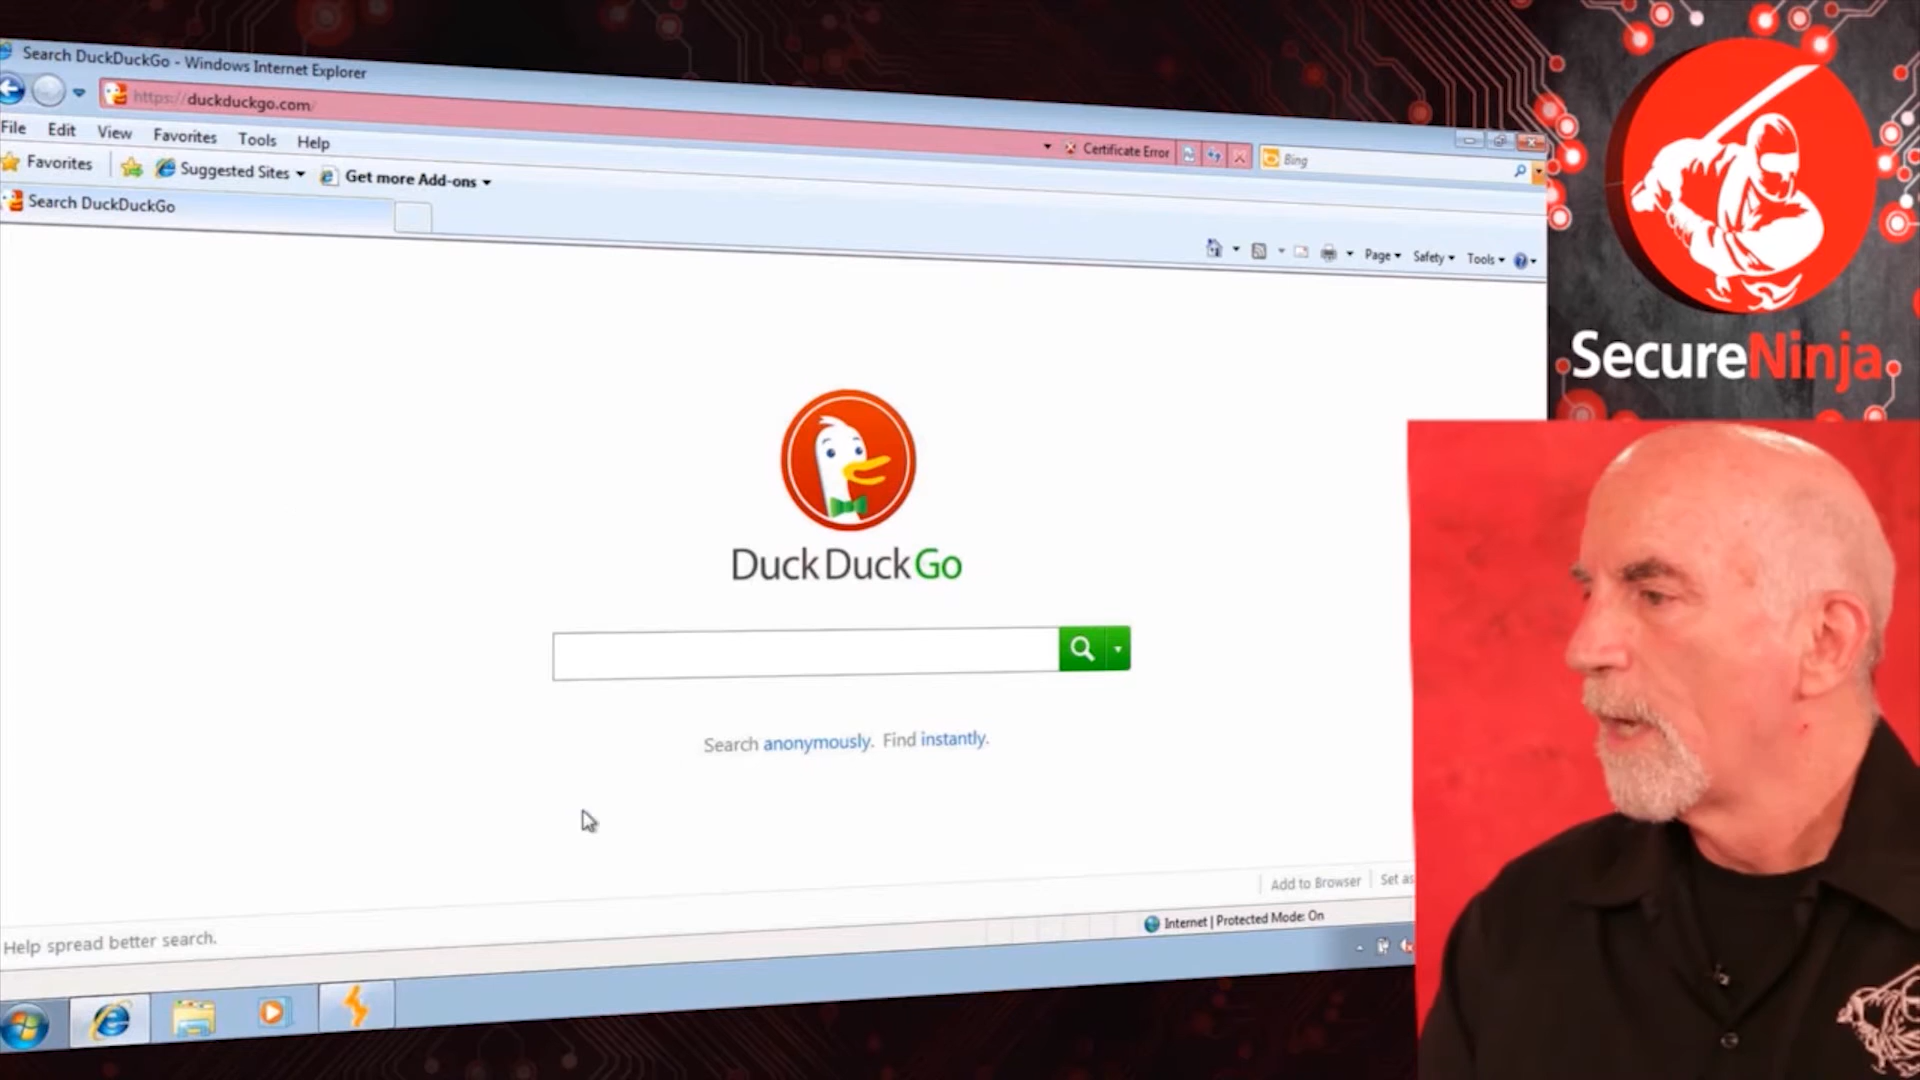 Search DuckDuckGo - Windows Internet Explorer
https://duckduckgo.com/
Certificate Error
Bing
File Edit View Favorites Tools Help
Favorites Suggested Sites Get more Add-ons
Search DuckDuckGo
Page Safety Tools
SecureNinja
DuckDuckGo
Search anonymously. Find instantly.
Add to Browser Set as
Help spread better search.
Internet | Protected Mode: On